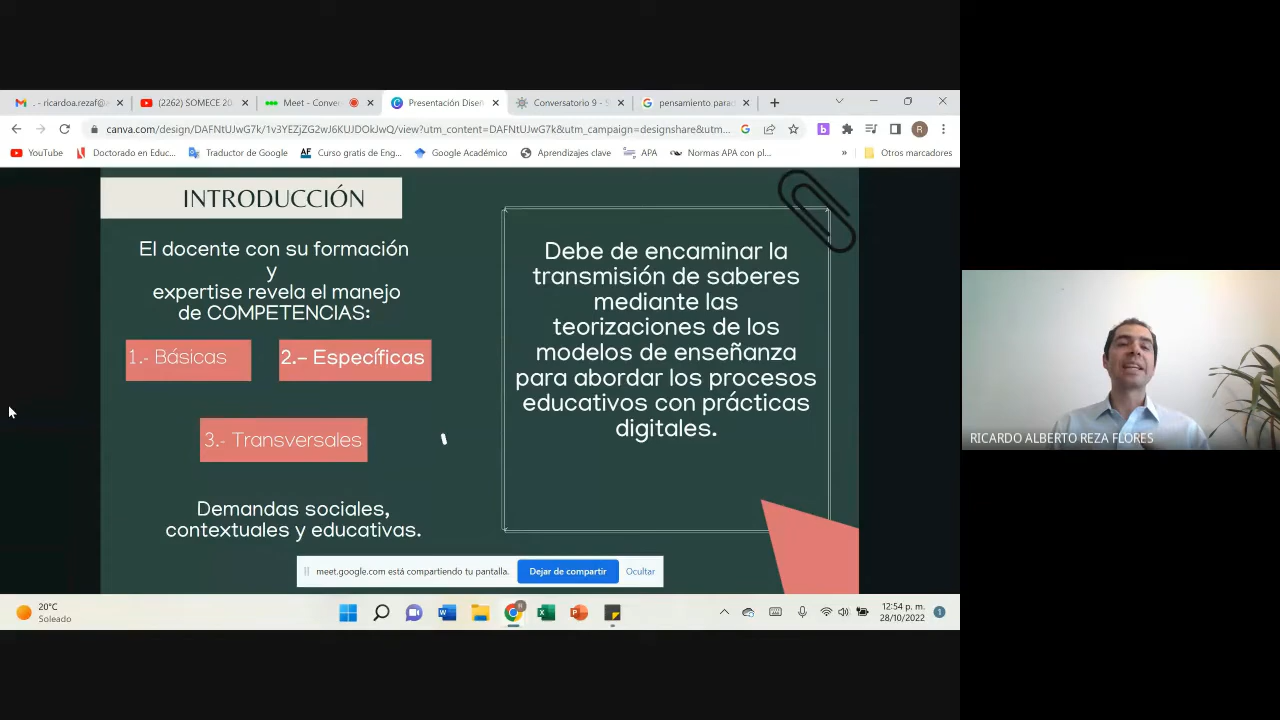 . - ricardoa.rezaf@
(2262) SOMECE 20
Meet - Conver
Presentación Diseñ
Conversatorio 9 - S
pensamiento para
canva.com/design/DAFNtUJwG7k/1v3YEZjZG2wJ6KUJDOkJwQ/view?utm_content=DAFNtUJwG7k&utm_campaign=designshare&utm...
YouTube
Doctorado en Educ...
Traductor de Google
Curso gratis de Eng...
Google Académico
Aprendizajes clave
APA
Normas APA con pl...
»
Otros marcadores
INTRODUCCIÓN
El docente con su formación
y
expertise revela el manejo
de COMPETENCIAS:
1.- Básicas
2.- Específicas
3.- Transversales
Demandas sociales,
contextuales y educativas.
Debe de encaminar la
transmisión de saberes
mediante las
teorizaciones de los
modelos de enseñanza
para abordar los procesos
educativos con prácticas
digitales.
meet.google.com está compartiendo tu pantalla.
Dejar de compartir
Ocultar
RICARDO ALBERTO REZA FLORES
20°C
Soleado
12:54 p. m.
28/10/2022
1